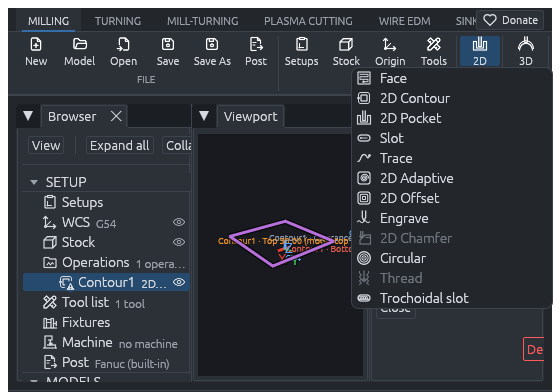 MILLING TURNING MILL-TURNING PLASMA CUTTING WIRE EDM SINK Donate
New Model Open Save Save As Post Setups Stock Origin Tools 2D 3D
FILE
Browser Viewport
View Expand all Colla
SETUP
Setups
WCS G54
Stock
Operations 1 opera...
Contour1 2D...
Tool list 1 tool
Fixtures
Machine no machine
Post Fanuc (built-in)
MODELS
Face
2D Contour
2D Pocket
Slot
Trace
2D Adaptive
2D Offset
Engrave
2D Chamfer
Circular
Thread
Trochoidal slot
Close
De